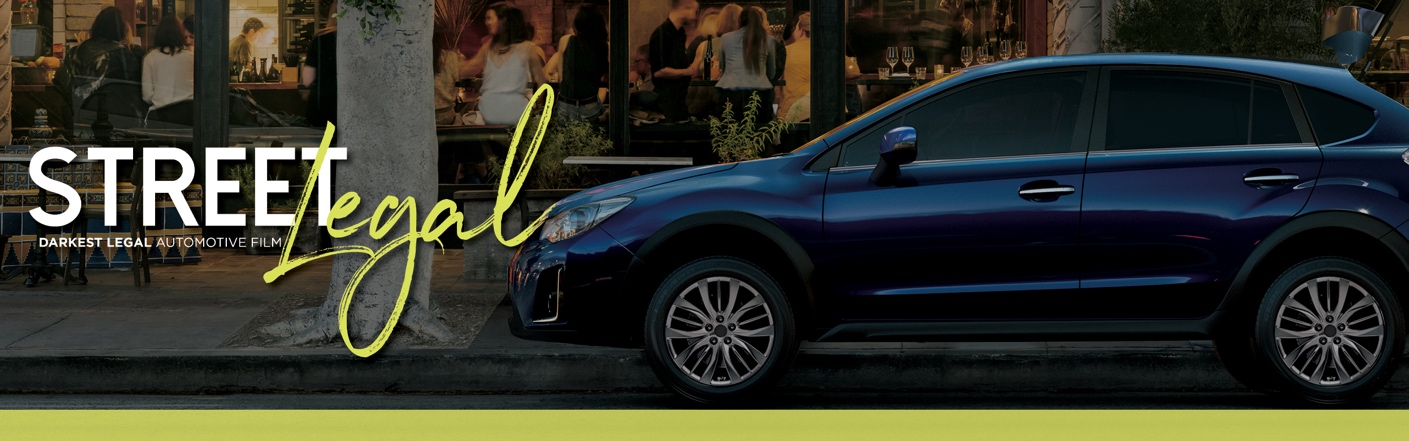 STREET Legal
DARKEST LEGAL AUTOMOTIVE FILM